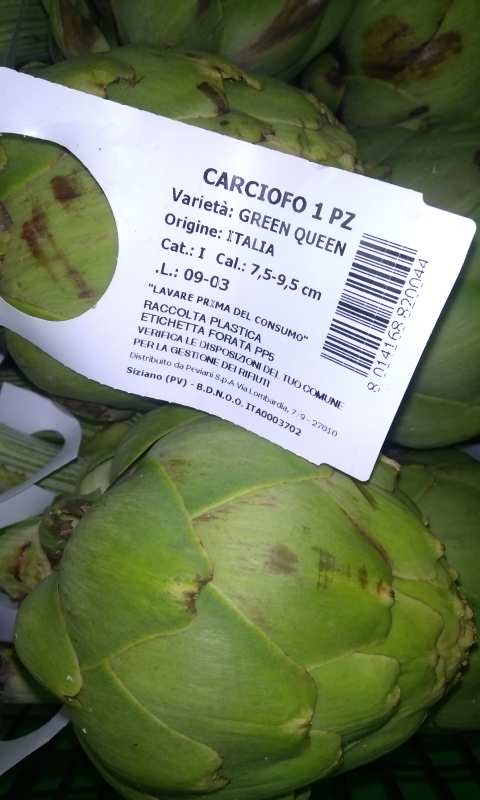 CARCIOFO 1 PZ
Varietà: GREEN QUEEN
Origine: ITALIA
Cat.: I Cal.: 7,5-9,5 cm
.L.: 09-03
"LAVARE PRIMA DEL CONSUMO"
RACCOLTA PLASTICA
ETICHETTA FORATA PP5
VERIFICA LE DISPOSIZIONI DEL TUO COMUNE
PER LA GESTIONE DEI RIFIUTI
Distribuito da Peviani S.p.A Via Lombardia, 7/9 - 27010
Siziano (PV) - B.D.N.O.O. ITA0003702
8 014168 820044